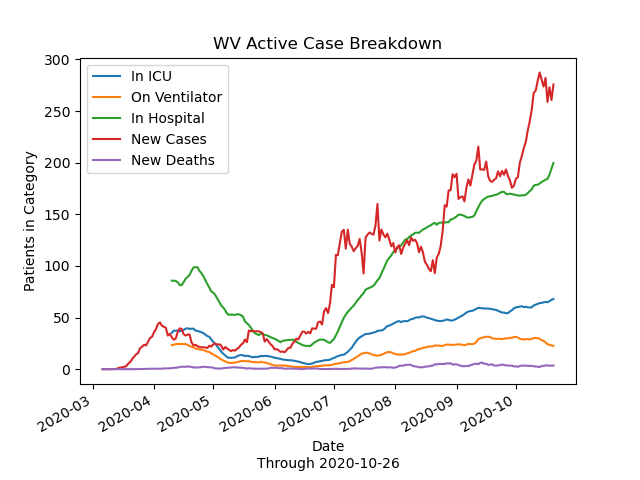 WV Active Case Breakdown
In ICU
On Ventilator
In Hospital
New Cases
New Deaths
Patients in Category
300
250
200
150
100
50
0
2020-03
2020-04
2020-05
2020-06
2020-07
2020-08
2020-09
2020-10
Date
Through 2020-10-26